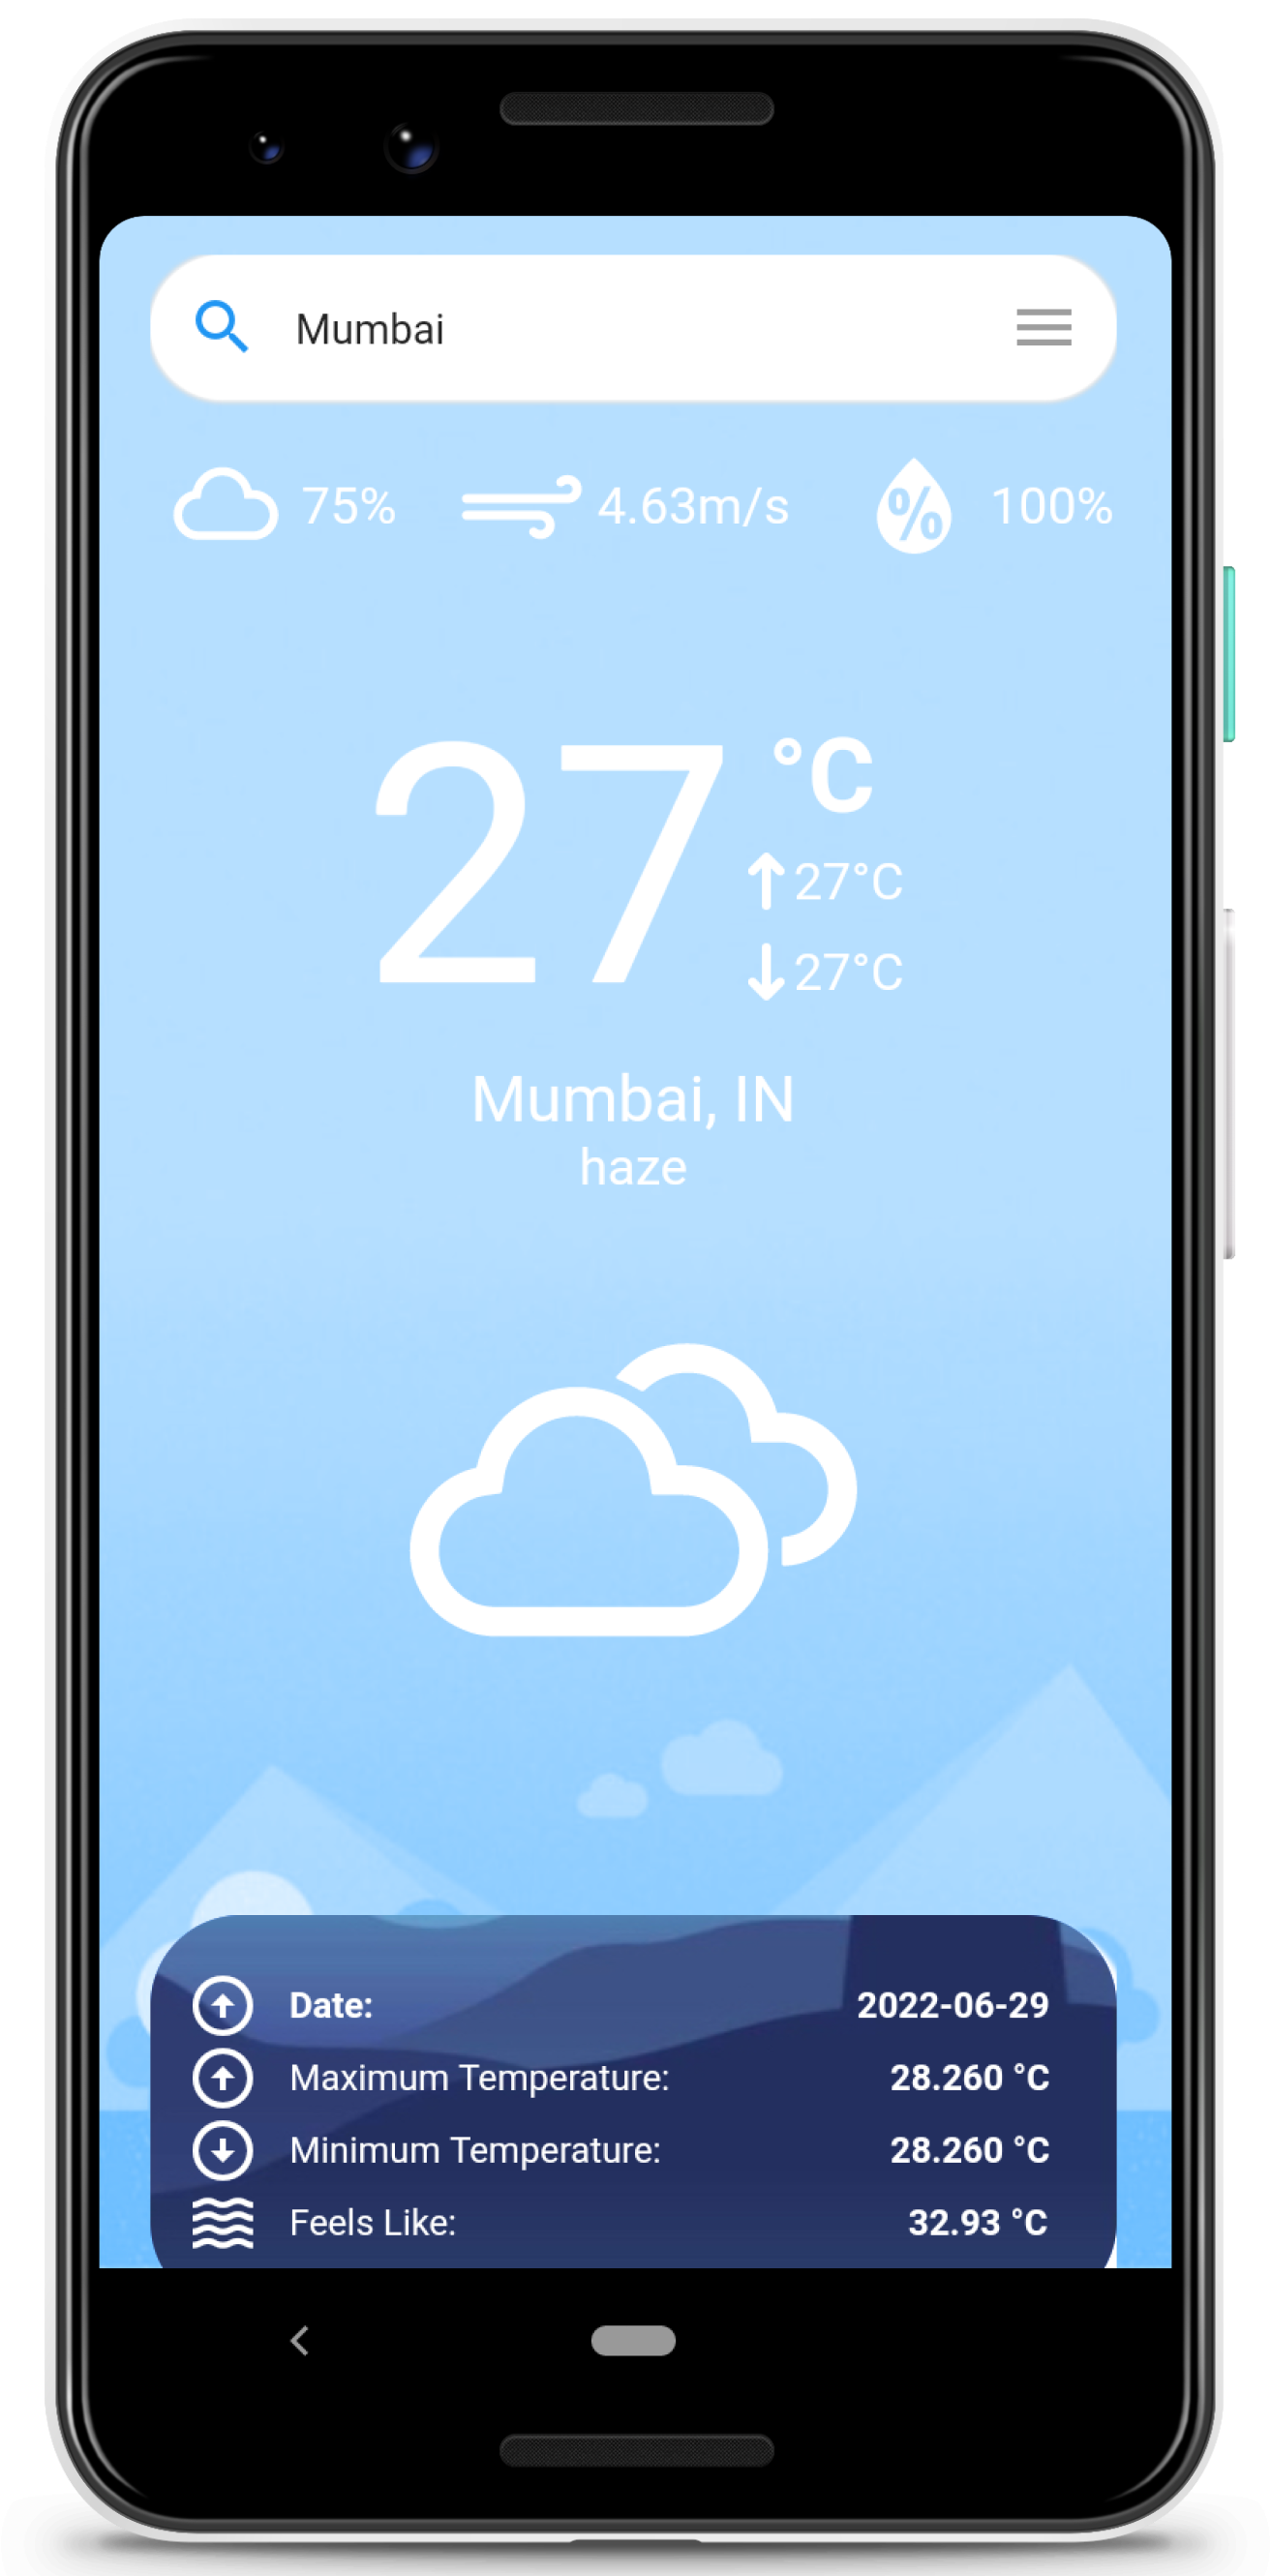 Mumbai
75% 4.63m/s % 100%
27 °C
27°C
27°C
Mumbai, IN
haze
Date: 2022-06-29
Maximum Temperature: 28.260 °C
Minimum Temperature: 28.260 °C
Feels Like: 32.93 °C